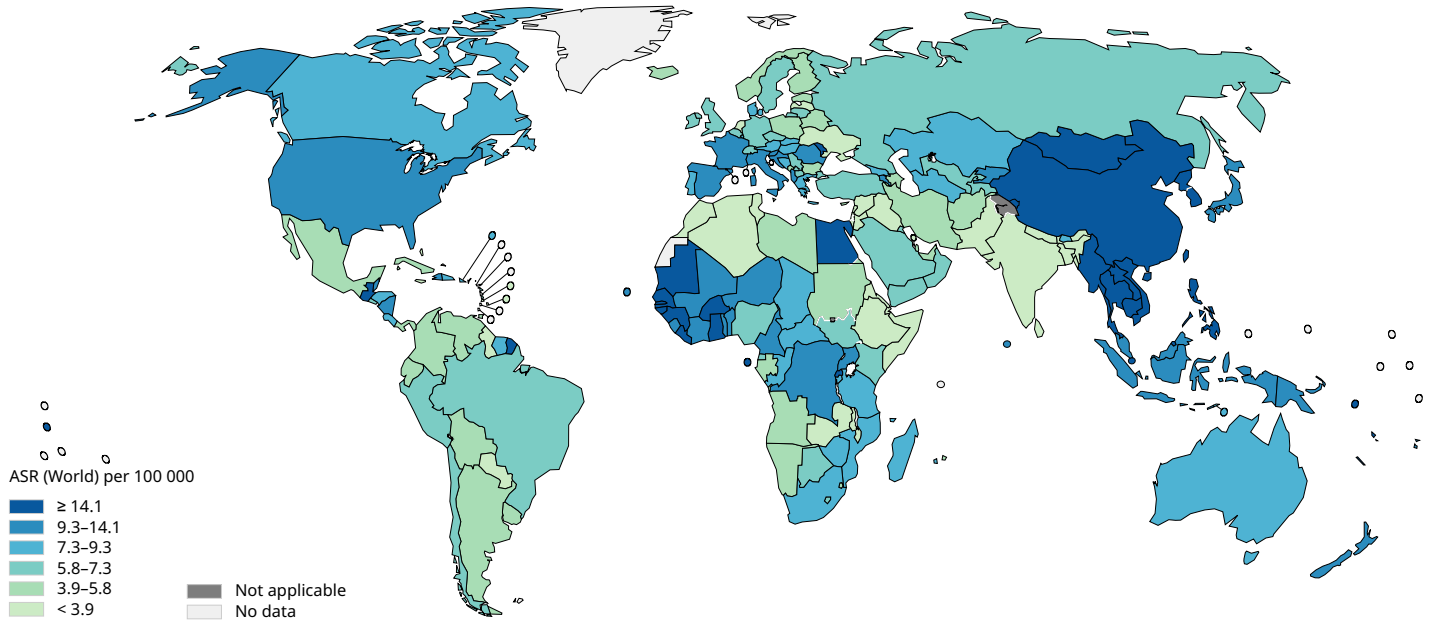 ASR (World) per 100 000
≥ 14.1
9.3–14.1
7.3–9.3
5.8–7.3
3.9–5.8
< 3.9
Not applicable
No data